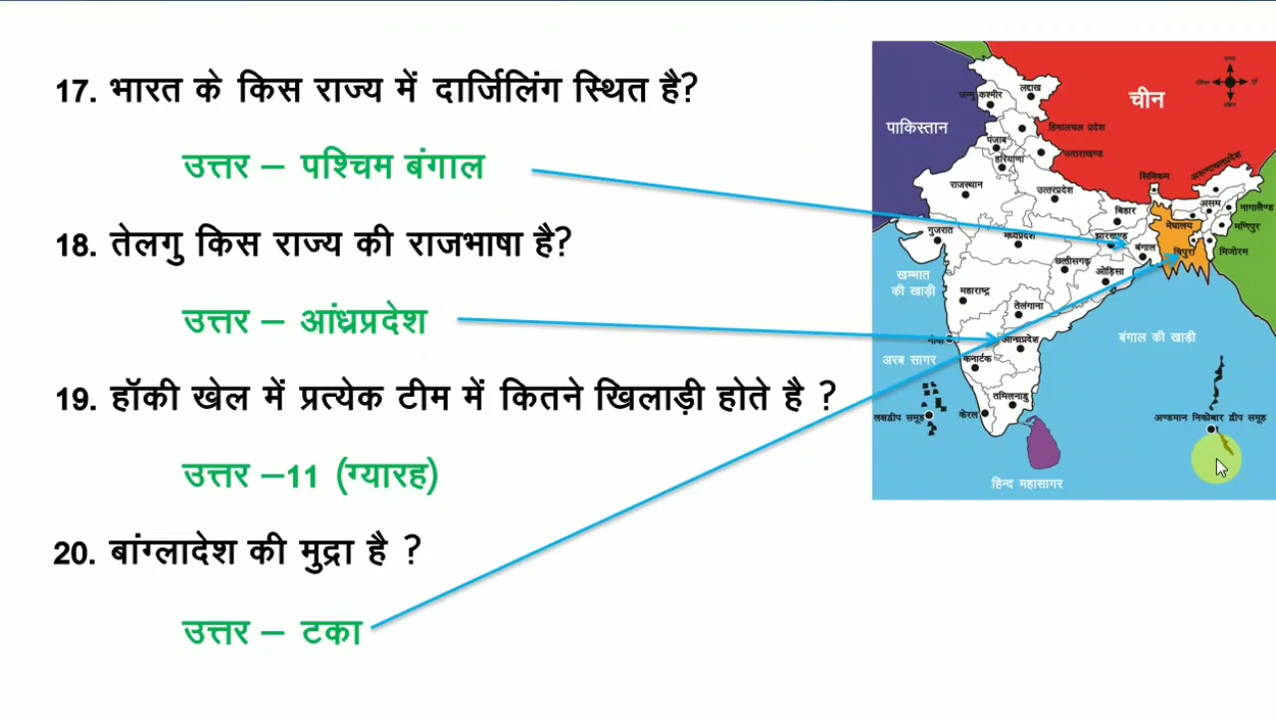 17. भारत के किस राज्य में दार्जिलिंग स्थित है?
उत्तर – पश्चिम बंगाल
18. तेलगु किस राज्य की राजभाषा है?
उत्तर – आंध्रप्रदेश
19. हॉकी खेल में प्रत्येक टीम में कितने खिलाड़ी होते है ?
उत्तर –11 (ग्यारह)
20. बांग्लादेश की मुद्रा है ?
उत्तर – टका
चीन
पाकिस्तान
जम्मू कश्मीर
लद्दाख
हिमालचल प्रदेश
पंजाब
उत्तराखण्ड
हरियाणा
राजस्थान
उत्तरप्रदेश
सिक्किम
अरूणाचलप्रदेश
बिहार
असम
नागालैण्ड
मेघालय
मणिपुर
गुजरात
मध्यप्रदेश
झारखण्ड
बंगाल
त्रिपुरा
मिजोरम
छत्तीसगढ़
ओड़िसा
खम्भात
की खाड़ी
महाराष्ट्र
तेलंगाना
गोवा
आन्ध्रप्रदेश
बंगाल की खाड़ी
अरब सागर
कनार्टक
तमिलनाडु
केरल
लक्षद्वीप समूह
अण्डमान निकोबार द्वीप समूह
हिन्द महासागर